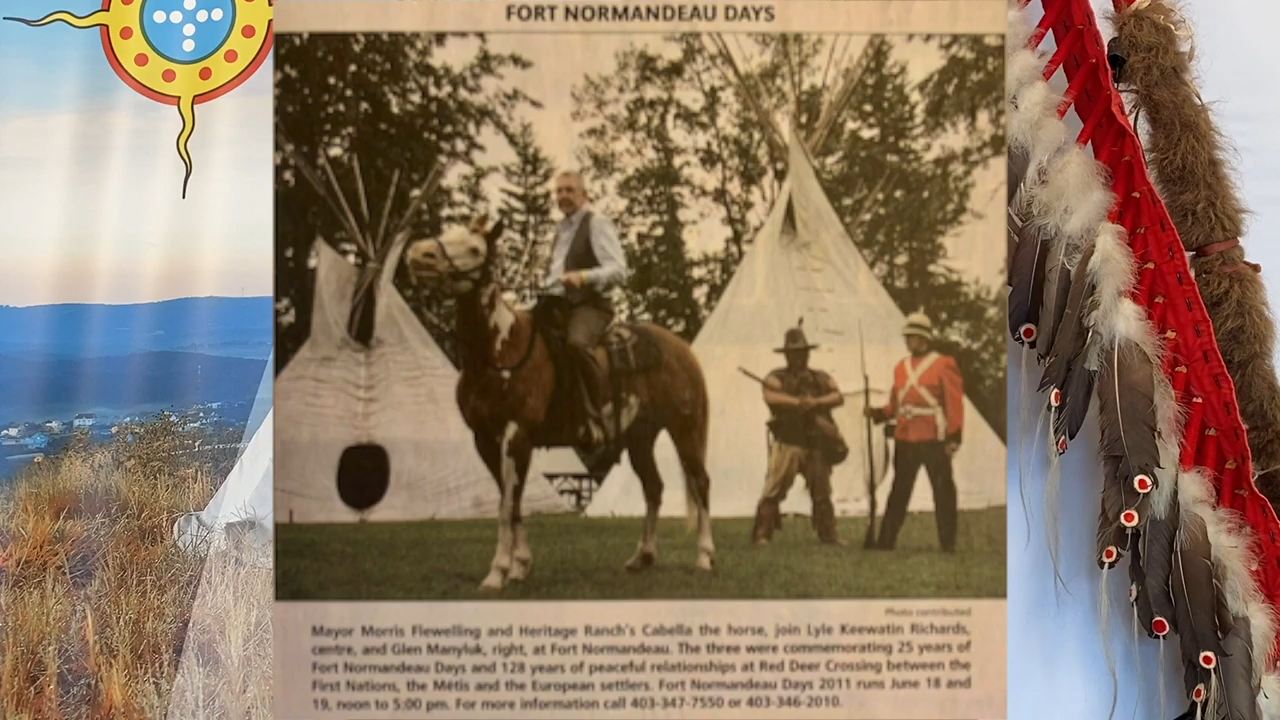 FORT NORMANDEAU DAYS
Photo contributed
Mayor Morris Flewelling and Heritage Ranch's Cabella the horse, join Lyle Keewatin Richards,
centre, and Glen Manyluk, right, at Fort Normandeau. The three were commemorating 25 years of
Fort Normandeau Days and 128 years of peaceful relationships at Red Deer Crossing between the
First Nations, the Métis and the European settlers. Fort Normandeau Days 2011 runs June 18 and
19, noon to 5:00 pm. For more information call 403-347-7550 or 403-346-2010.